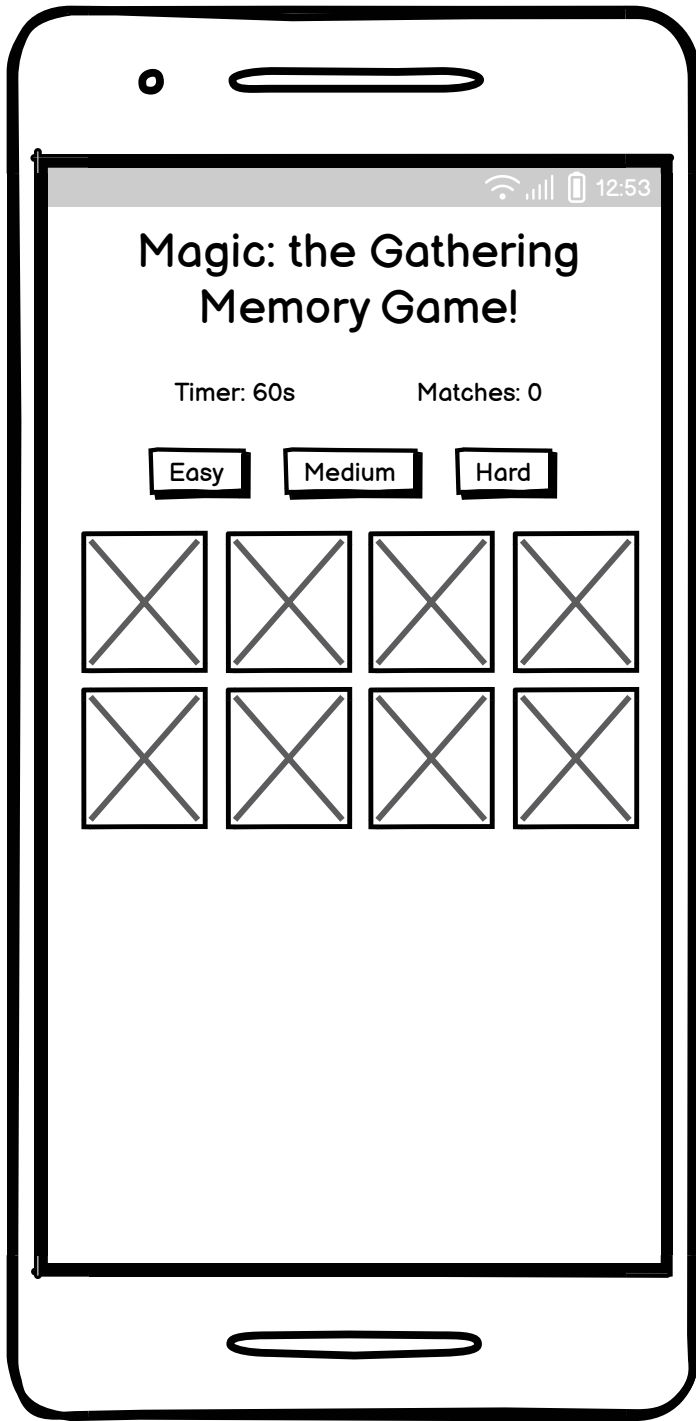 12:53
Magic: the Gathering
Memory Game!
Timer: 60s Matches: 0
Easy Medium Hard